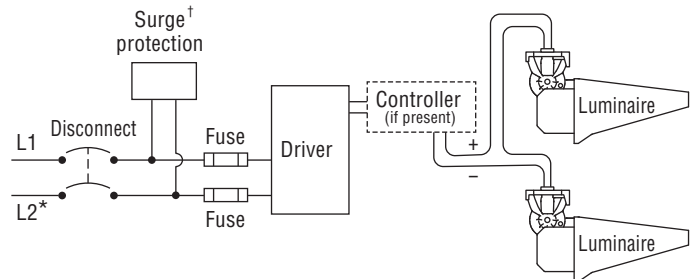 Surge†
protection
L1
Disconnect
Fuse
L2*
Fuse
Driver
Controller
(if present)
+
–
Luminaire
Luminaire